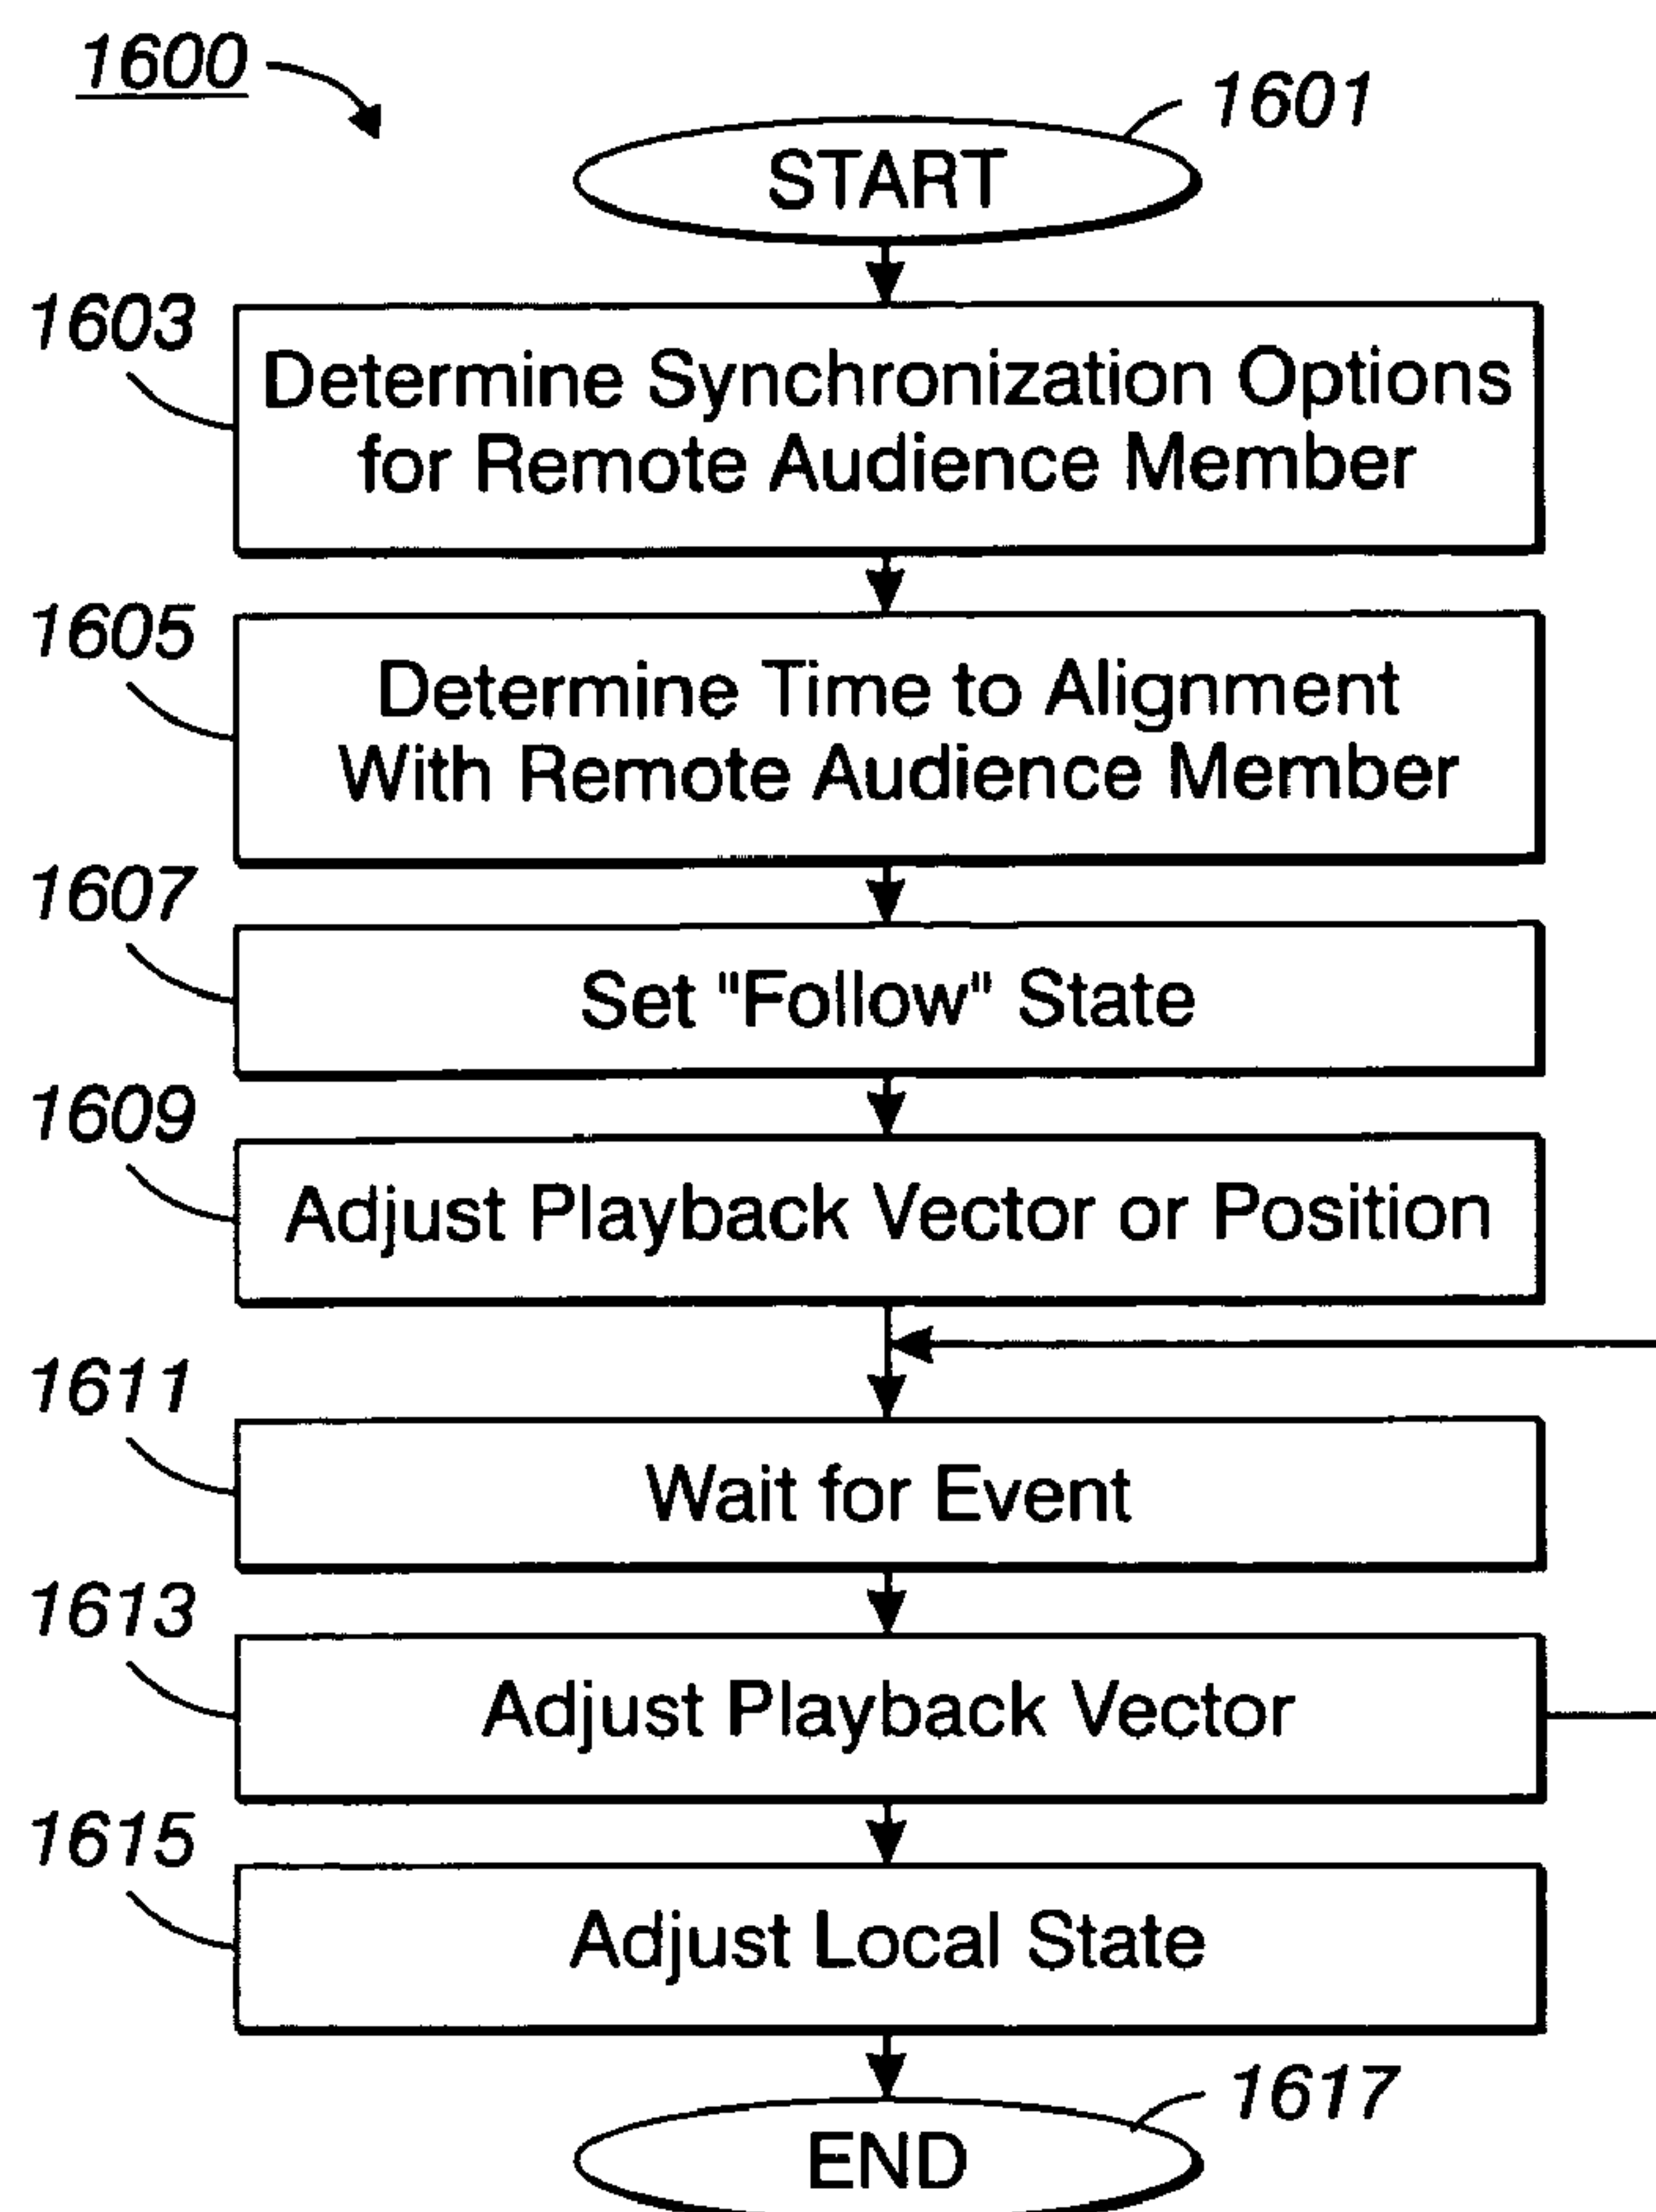 1600
1601
START
1603
Determine Synchronization Options
for Remote Audience Member
1605
Determine Time to Alignment
With Remote Audience Member
1607
Set "Follow" State
1609
Adjust Playback Vector or Position
1611
Wait for Event
1613
Adjust Playback Vector
1615
Adjust Local State
1617
END